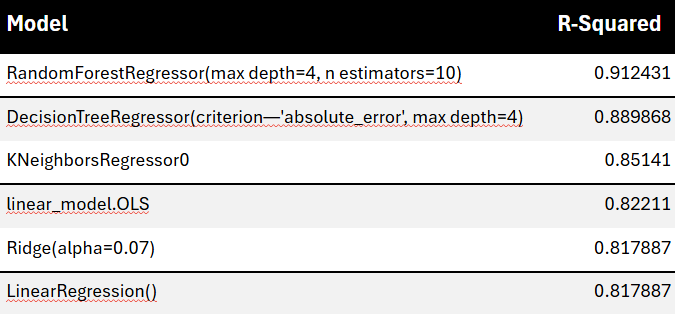 Model R-Squared
RandomForestRegressor(max depth=4, n estimators=10) 0.912431
DecisionTreeRegressor(criterion—'absolute_error', max depth=4) 0.889868
KNeighborsRegressor0 0.85141
linear_model.OLS 0.82211
Ridge(alpha=0.07) 0.817887
LinearRegression() 0.817887